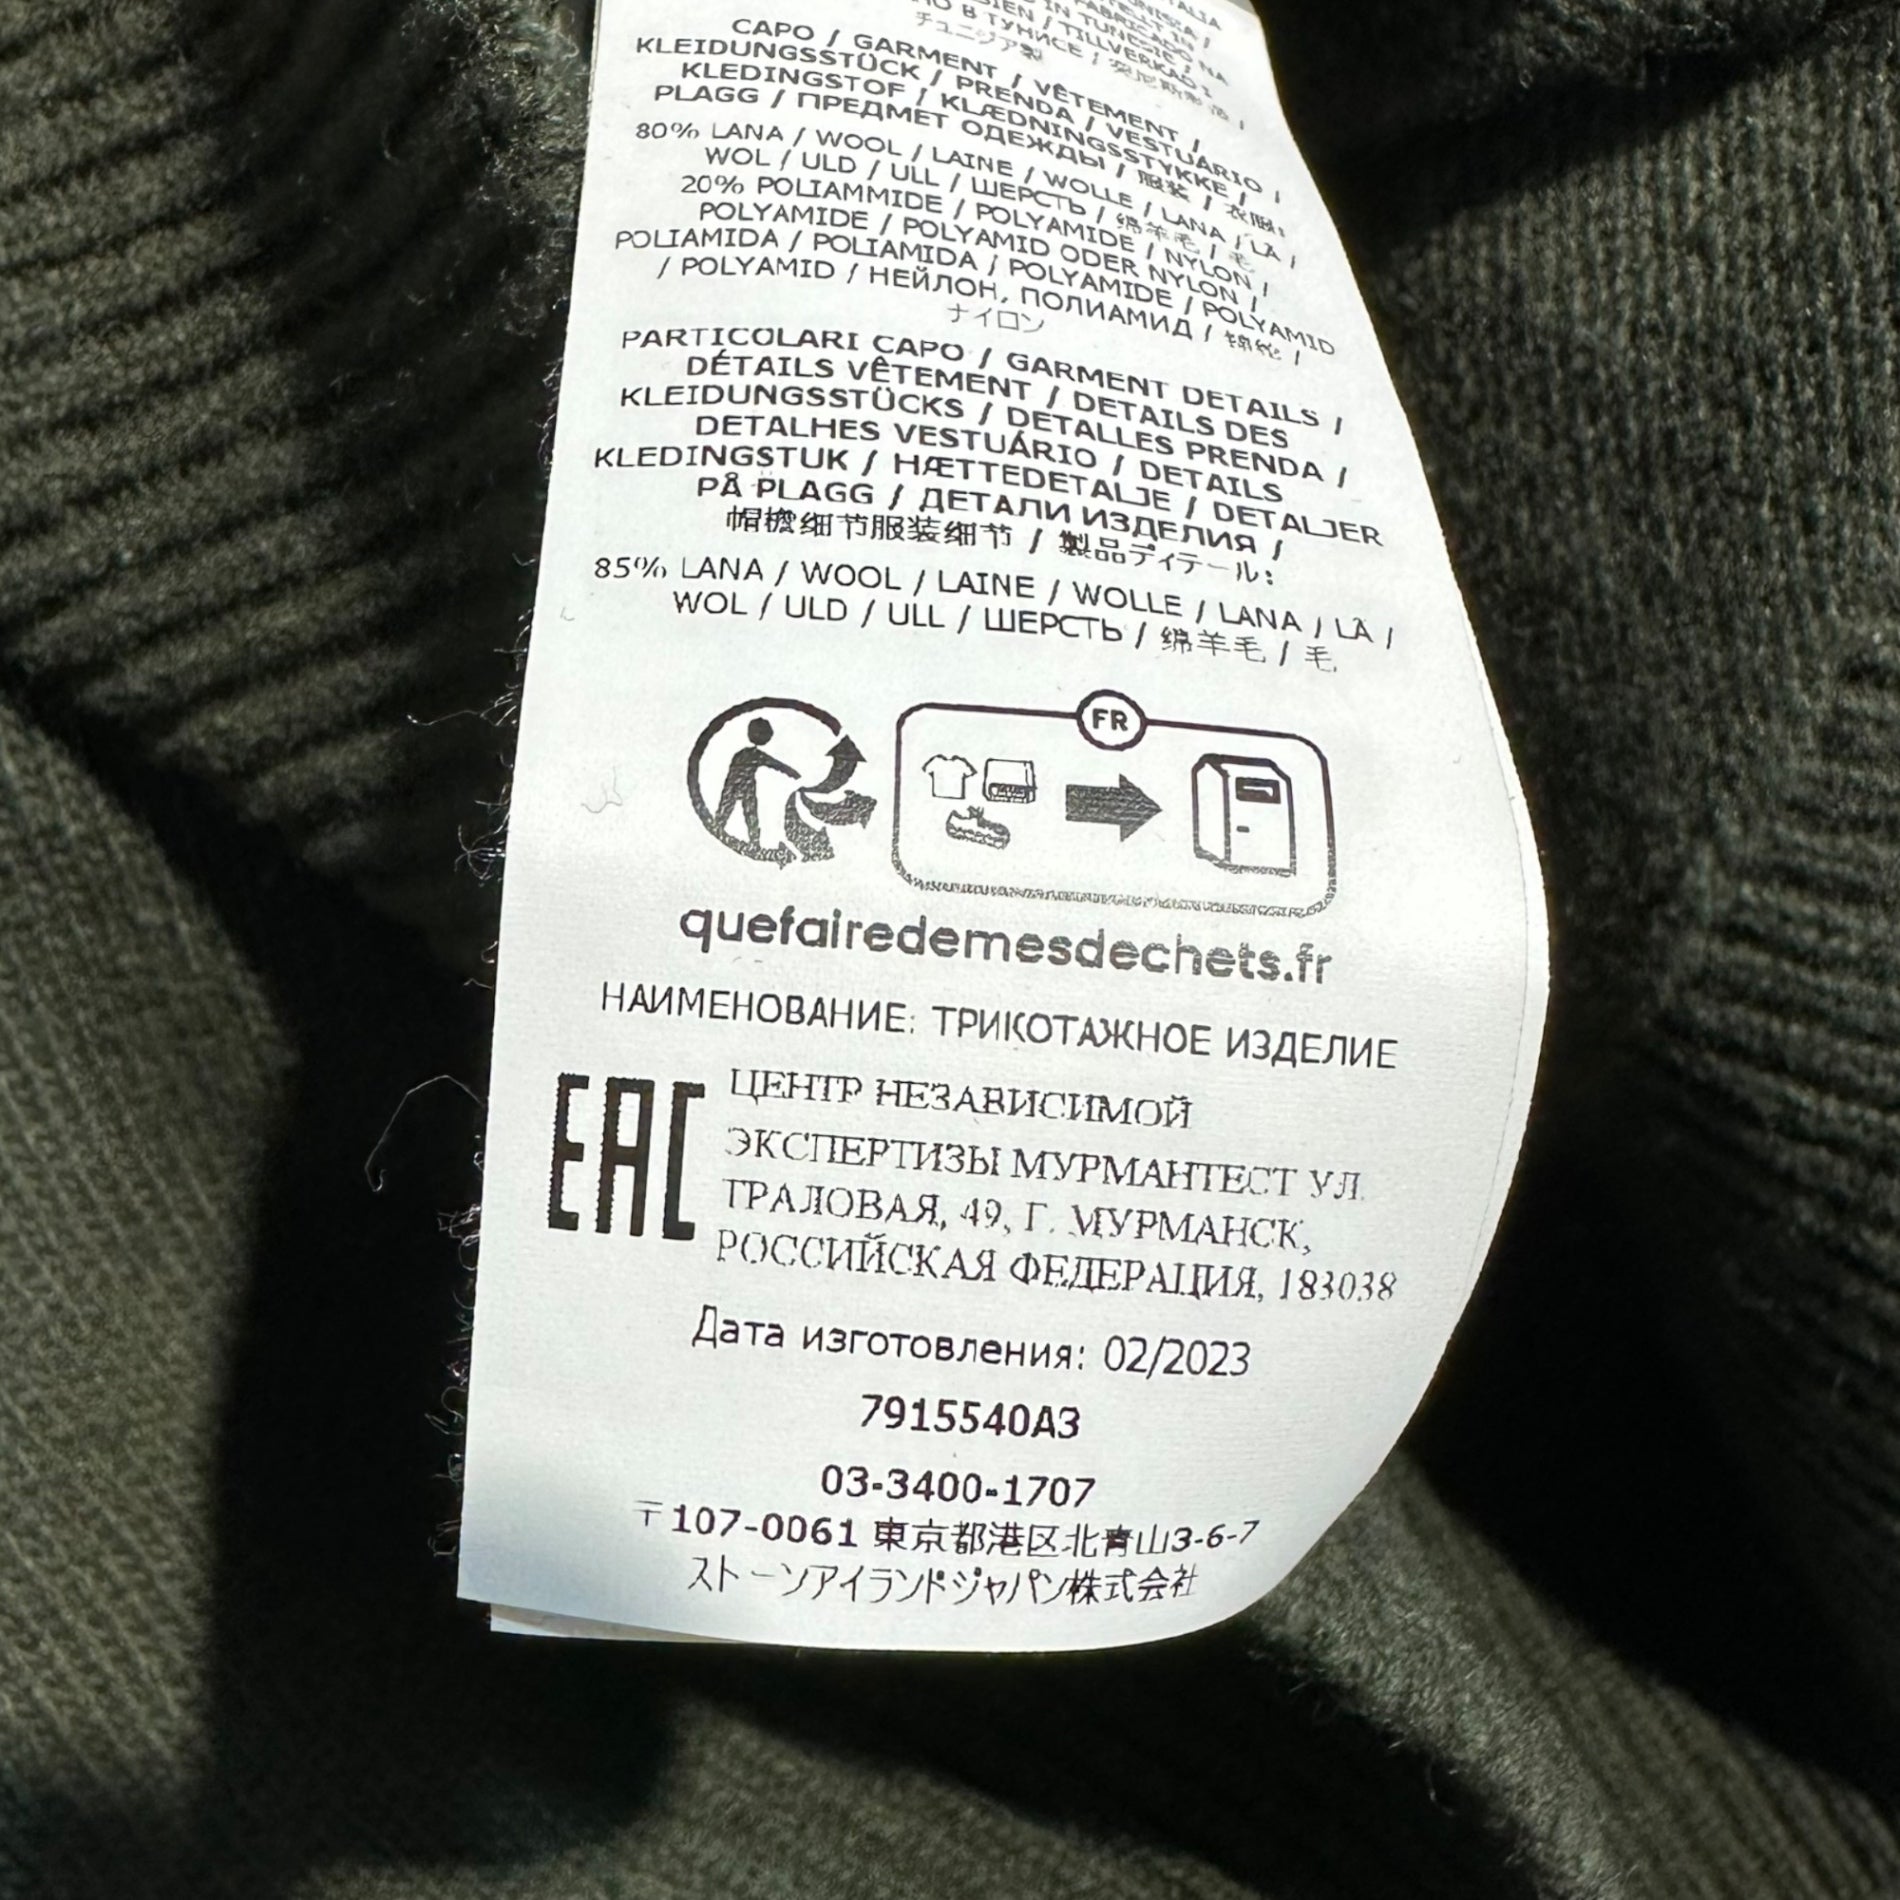 CAPO / GARMENT / VÊTEMENT /
KLEIDUNGSSTÜCK / PRENDA / VESTUÁRIO /
KLEDINGSTOF / KLÆDNINGSSTYKKE /
PLAGG / ПРЕДМЕТ ОДЕЖДЫ / 服装 / 衣服:
80% LANA / WOOL / LAINE / WOLLE / LANA / LÃ /
WOL / ULD / ULL / ШЕРСТЬ / 绵羊毛 / 毛
20% POLIAMMIDE / POLYAMIDE / NYLON /
POLYAMIDE / POLYAMID ODER NYLON /
POLIAMIDA / POLIAMIDA / POLYAMIDE / POLYAMID
/ POLYAMID / НЕЙЛОН, ПОЛИАМИД / 锦纶 /
ナイロン
PARTICOLARI CAPO / GARMENT DETAILS /
DÉTAILS VÊTEMENT / DETAILS DES
KLEIDUNGSSTÜCKS / DETALLES PRENDA /
DETALHES VESTUÁRIO / DETAILS
KLEDINGSTUK / HÆTTEDETALJE / DETALJER
PÅ PLAGG / ДЕТАЛИ ИЗДЕЛИЯ /
帽檐细节服装细节 / 製品ディテール:
85% LANA / WOOL / LAINE / WOLLE / LANA / LÃ /
WOL / ULD / ULL / ШЕРСТЬ / 绵羊毛 / 毛
FR
quefairedemesdechets.fr
НАИМЕНОВАНИЕ: ТРИКОТАЖНОЕ ИЗДЕЛИЕ
EAC
ЦЕНТР НЕЗАВИСИМОЙ
ЭКСПЕРТИЗЫ МУРМАНТЕСТ УЛ.
ТРАЛОВАЯ, 49, Г. МУРМАНСК,
РОССИЙСКАЯ ФЕДЕРАЦИЯ, 183038
Дата изготовления: 02/2023
7915540A3
03-3400-1707
〒107-0061 東京都港区北青山3-6-7
ストーンアイランドジャパン株式会社